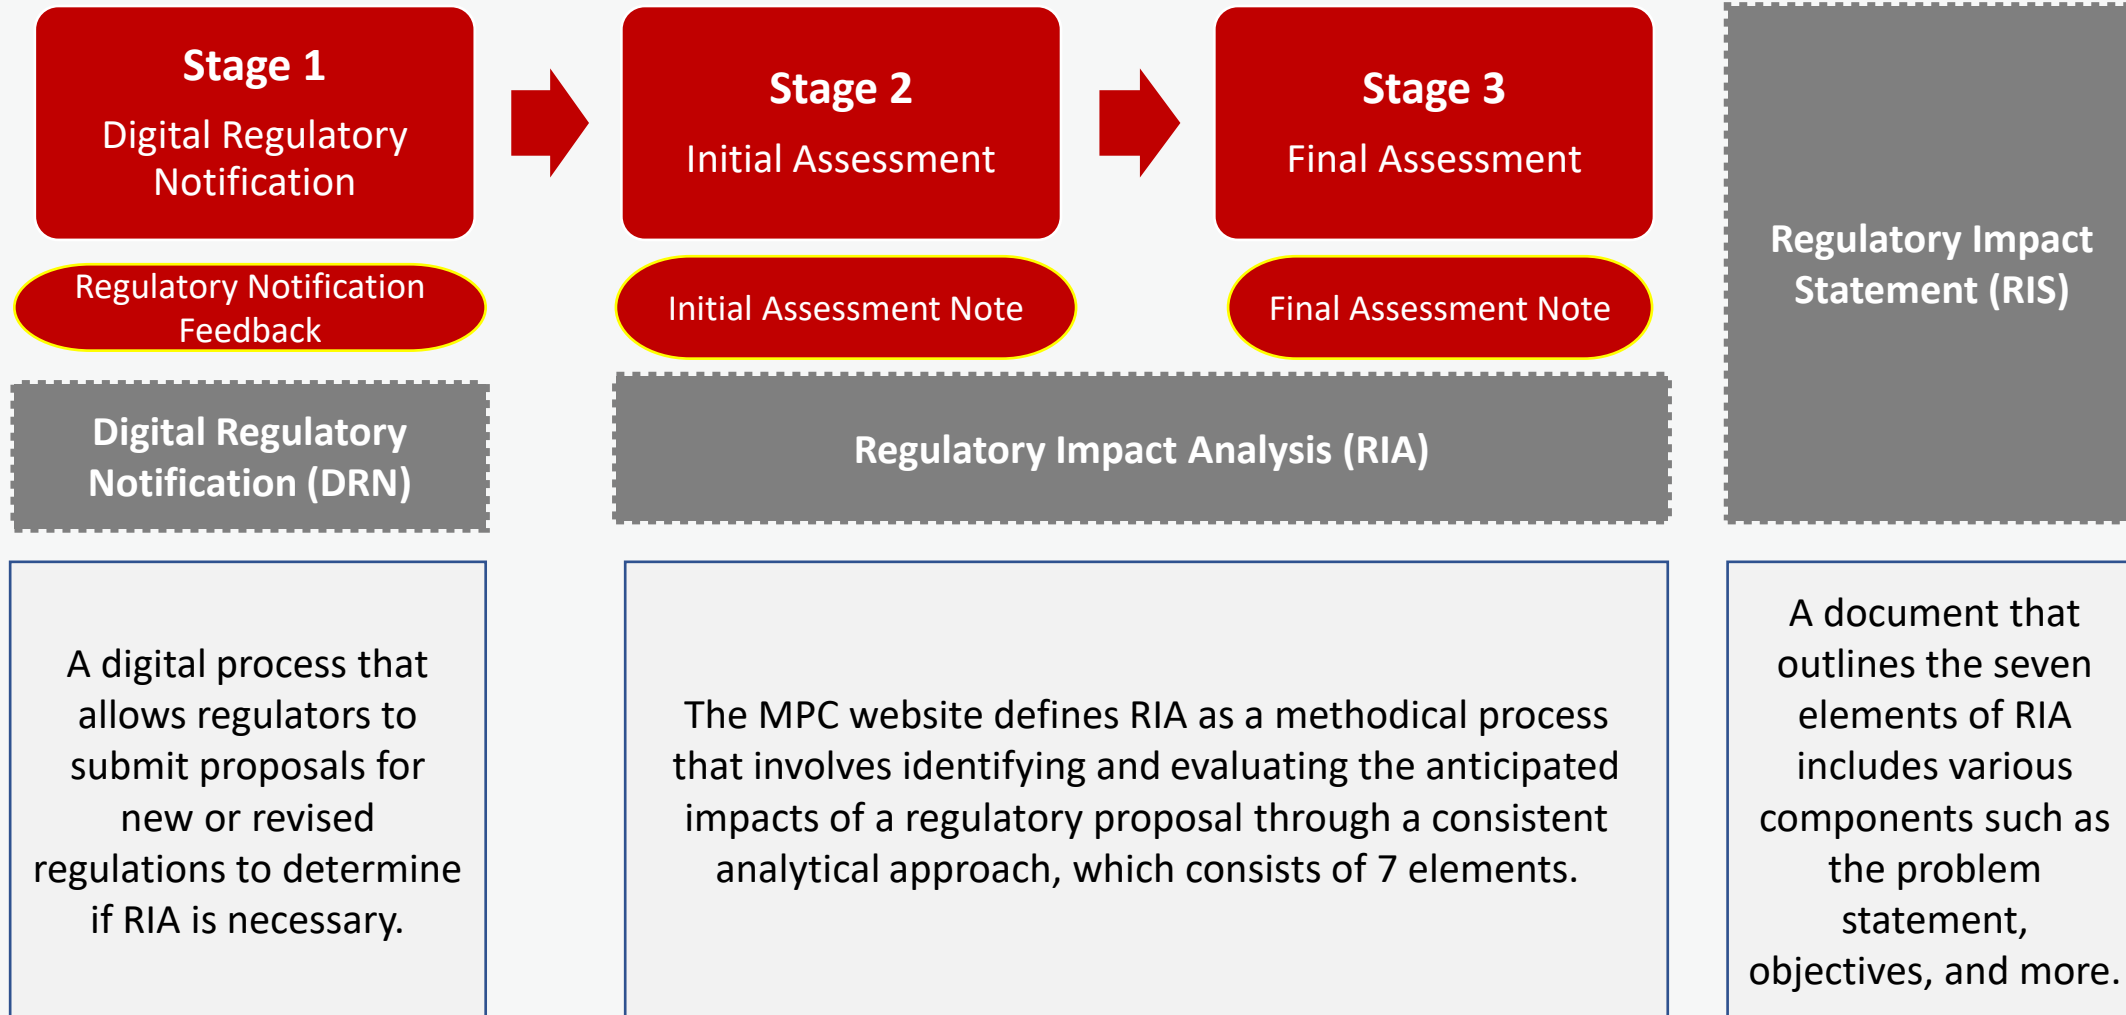 Stage 1
Digital Regulatory
Notification
Stage 2
Initial Assessment
Stage 3
Final Assessment
Regulatory Notification
Feedback
Initial Assessment Note
Final Assessment Note
Regulatory Impact
Statement (RIS)
Digital Regulatory
Notification (DRN)
Regulatory Impact Analysis (RIA)
A digital process that
allows regulators to
submit proposals for
new or revised
regulations to determine
if RIA is necessary.
The MPC website defines RIA as a methodical process
that involves identifying and evaluating the anticipated
impacts of a regulatory proposal through a consistent
analytical approach, which consists of 7 elements.
A document that
outlines the seven
elements of RIA
includes various
components such as
the problem
statement,
objectives, and more.